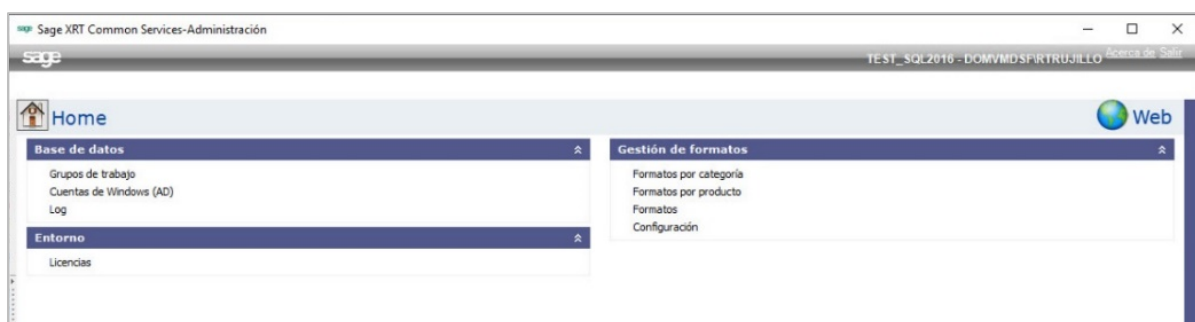 sage Sage XRT Common Services-Administración
sage
TEST_SQL2016 - DOMVMDSF\RTRUJILLO Acerca de Salir
Home
Web
Base de datos
Grupos de trabajo
Cuentas de Windows (AD)
Log
Entorno
Licencias
Gestión de formatos
Formatos por categoría
Formatos por producto
Formatos
Configuración